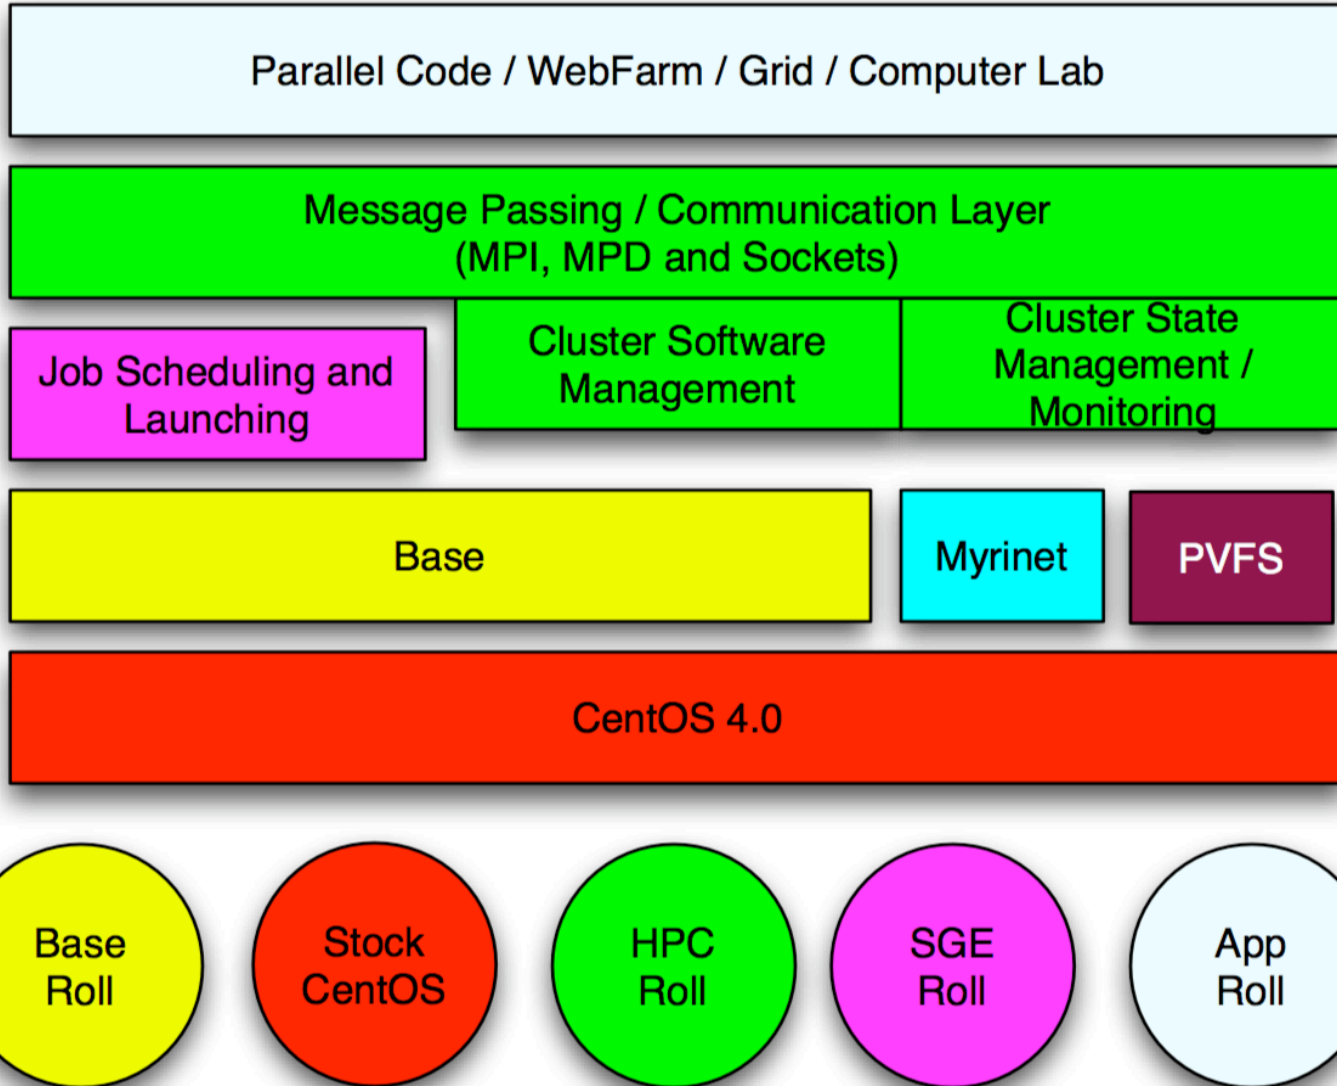 Parallel Code / WebFarm / Grid / Computer Lab
Message Passing / Communication Layer
(MPI, MPD and Sockets)
Job Scheduling and
Launching
Cluster Software
Management
Cluster State
Management /
Monitoring
Base
Myrinet
PVFS
CentOS 4.0
Base
Roll
Stock
CentOS
HPC
Roll
SGE
Roll
App
Roll